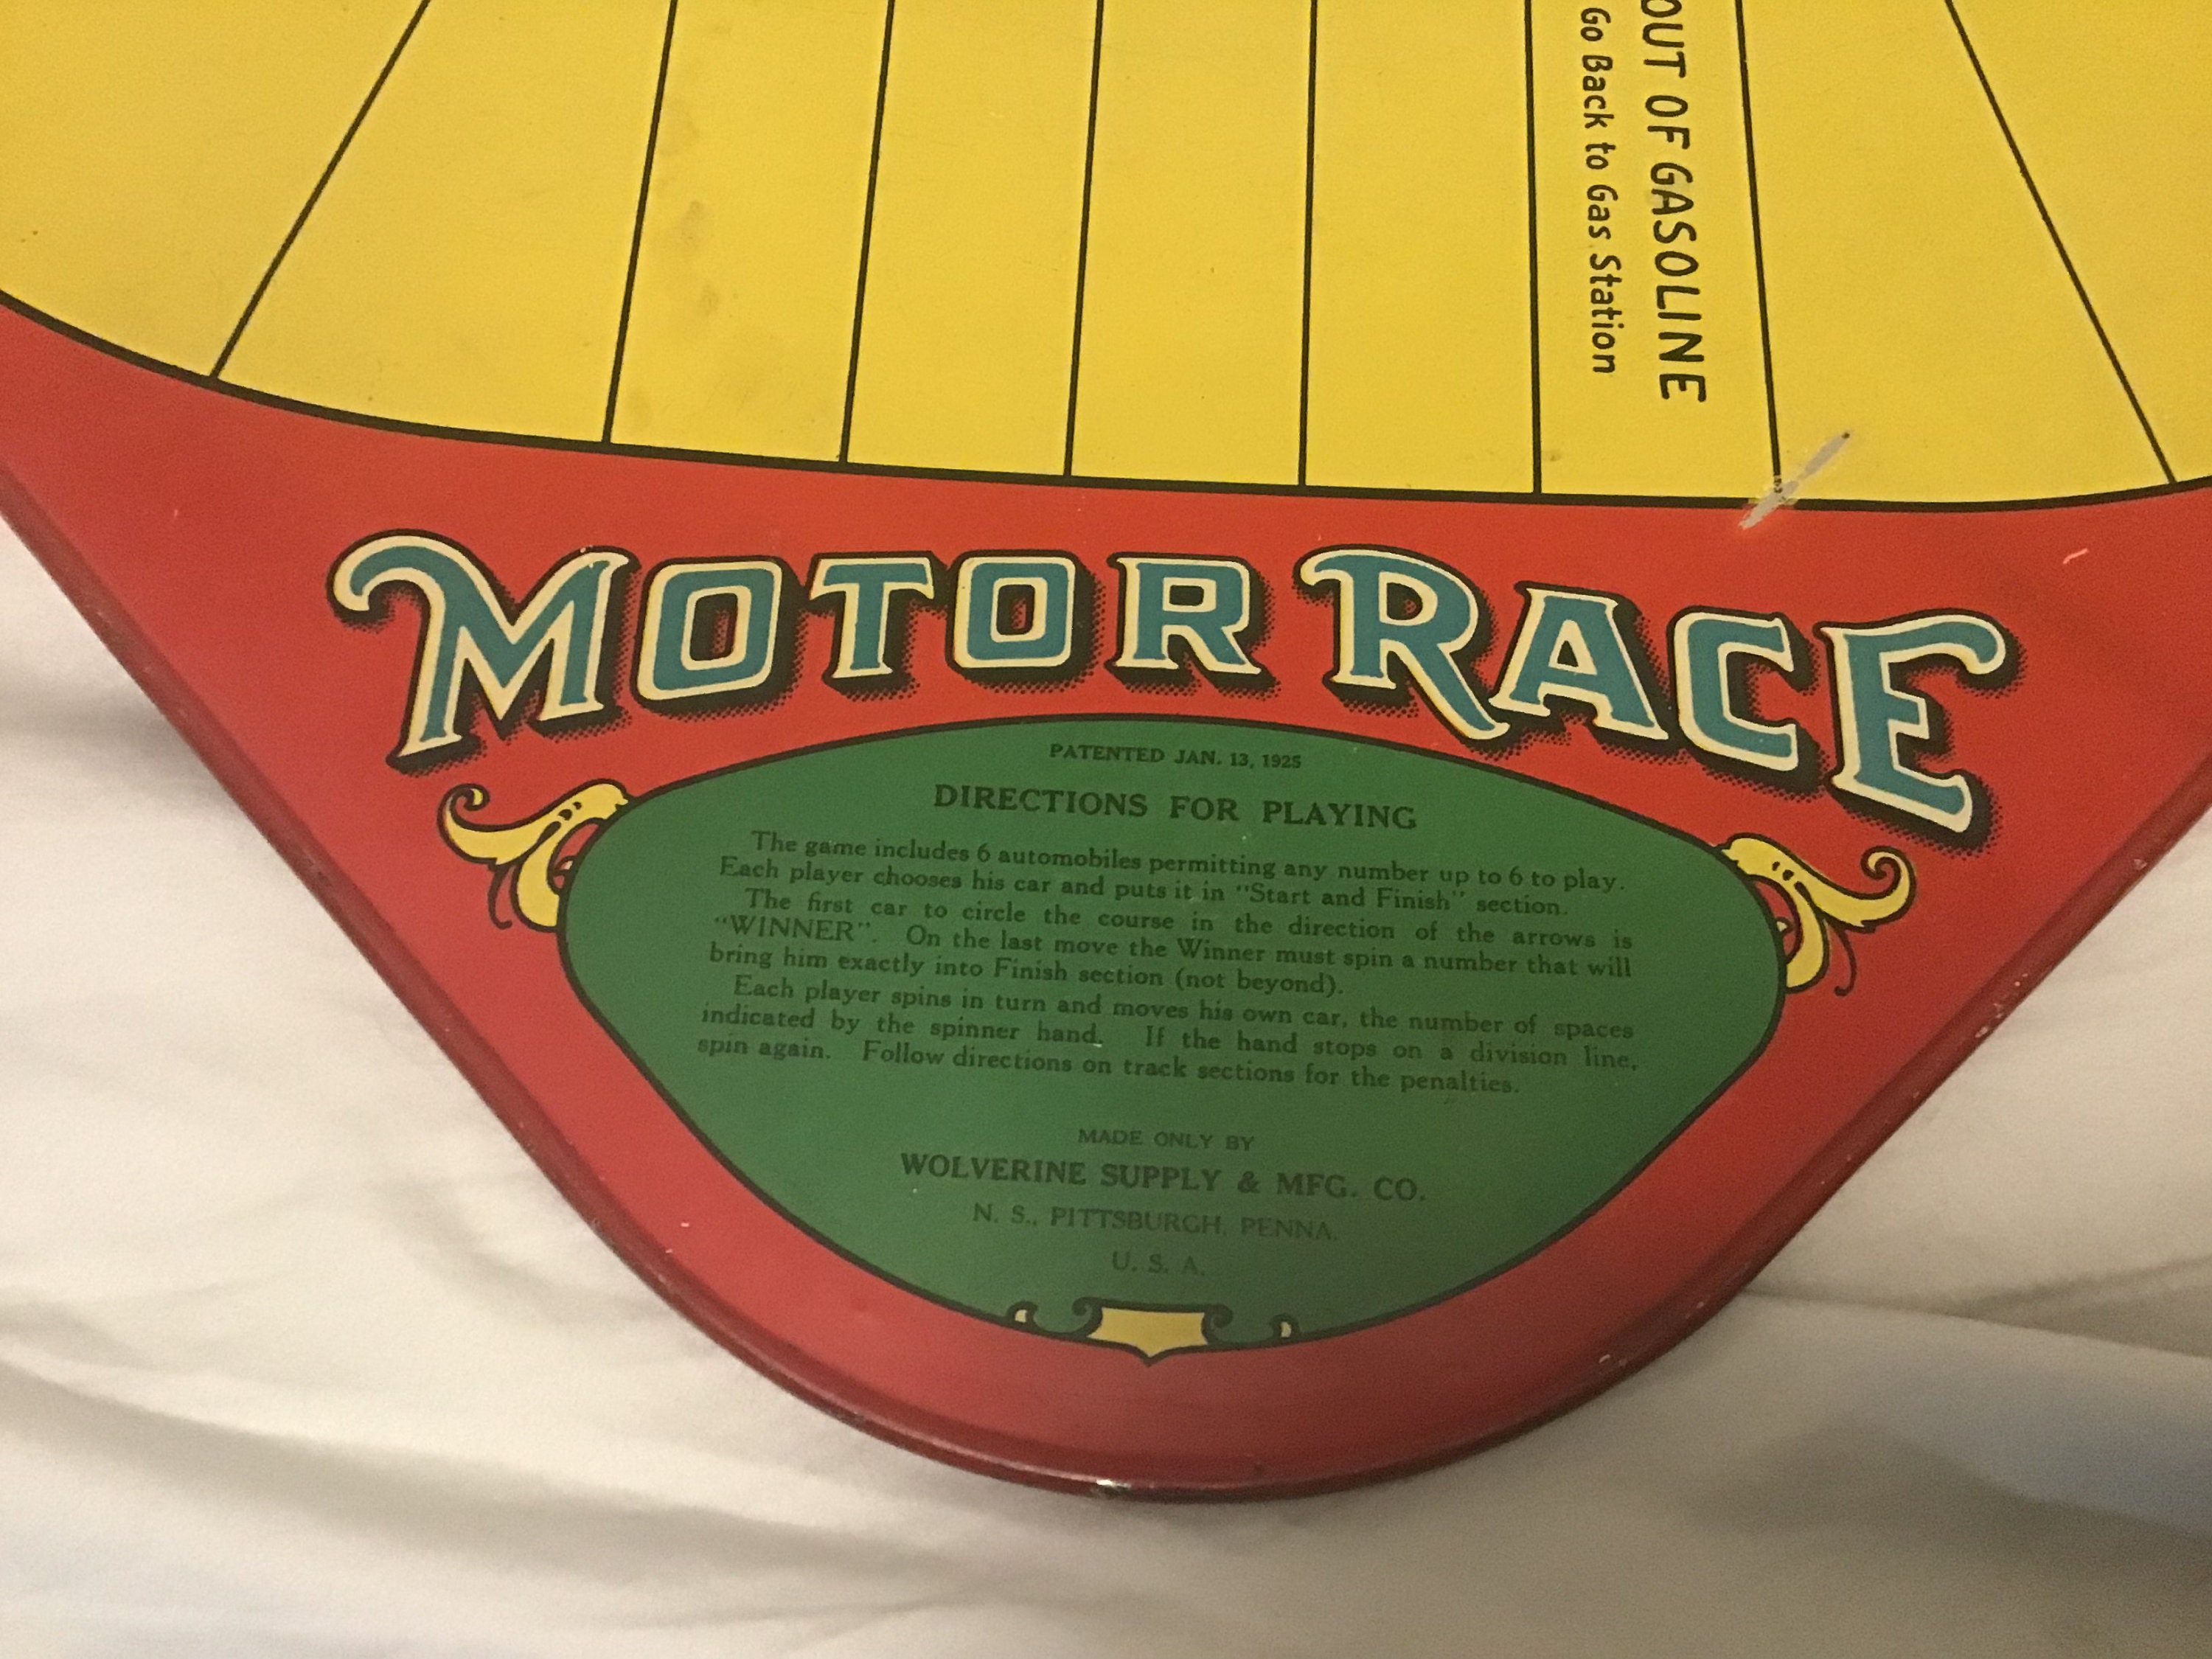 OUT OF GASOLINE
Go Back to Gas Station
MOTOR RACE
PATENTED JAN. 13, 1925
DIRECTIONS FOR PLAYING
The game includes 6 automobiles permitting any number up to 6 to play.
Each player chooses his car and puts it in "Start and Finish" section.
The first car to circle the course in the direction of the arrows is
"WINNER". On the last move the Winner must spin a number that will
bring him exactly into Finish section (not beyond).
Each player spins in turn and moves his own car, the number of spaces
indicated by the spinner hand. If the hand stops on a division line,
spin again. Follow directions on track sections for the penalties.
MADE ONLY BY
WOLVERINE SUPPLY & MFG. CO.
N. S., PITTSBURGH, PENNA.
U. S. A.